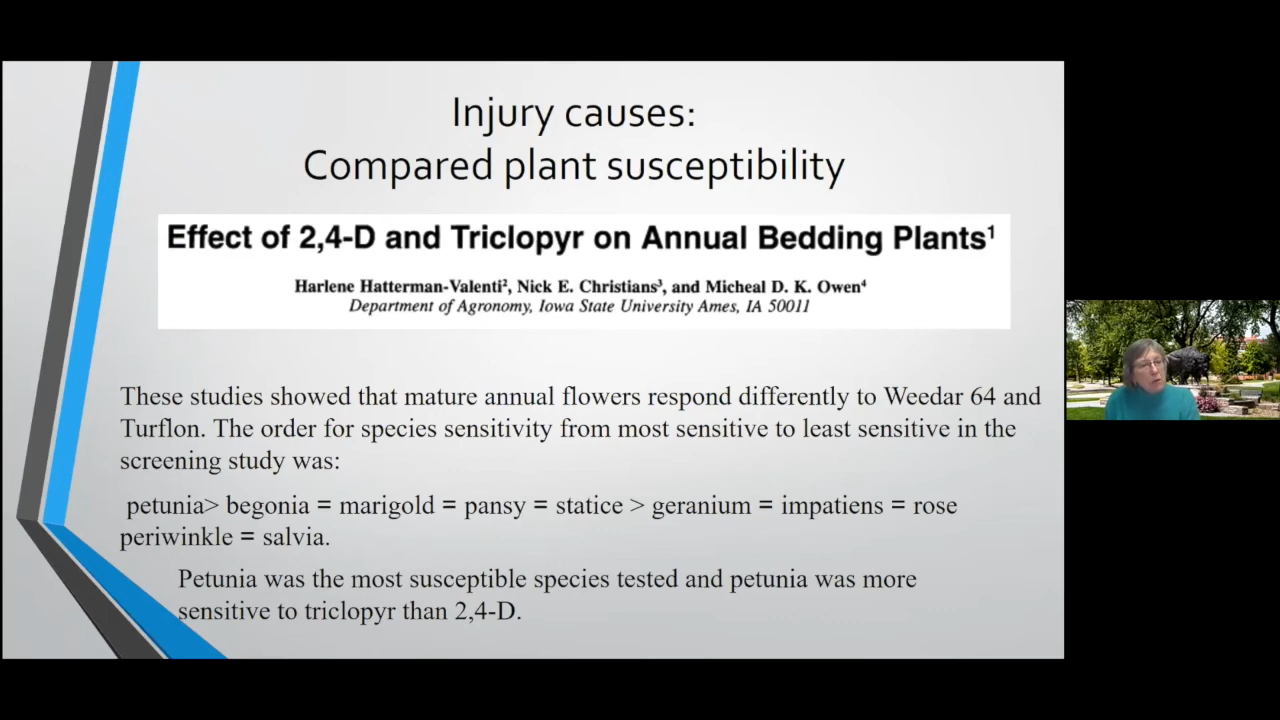 Injury causes:
Compared plant susceptibility
Effect of 2,4-D and Triclopyr on Annual Bedding Plants¹
Harlene Hatterman-Valenti², Nick E. Christians³, and Micheal D. K. Owen⁴
Department of Agronomy, Iowa State University Ames, IA 50011
These studies showed that mature annual flowers respond differently to Weedar 64 and
Turflon. The order for species sensitivity from most sensitive to least sensitive in the
screening study was:
petunia> begonia = marigold = pansy = statice > geranium = impatiens = rose
periwinkle = salvia.
Petunia was the most susceptible species tested and petunia was more
sensitive to triclopyr than 2,4-D.